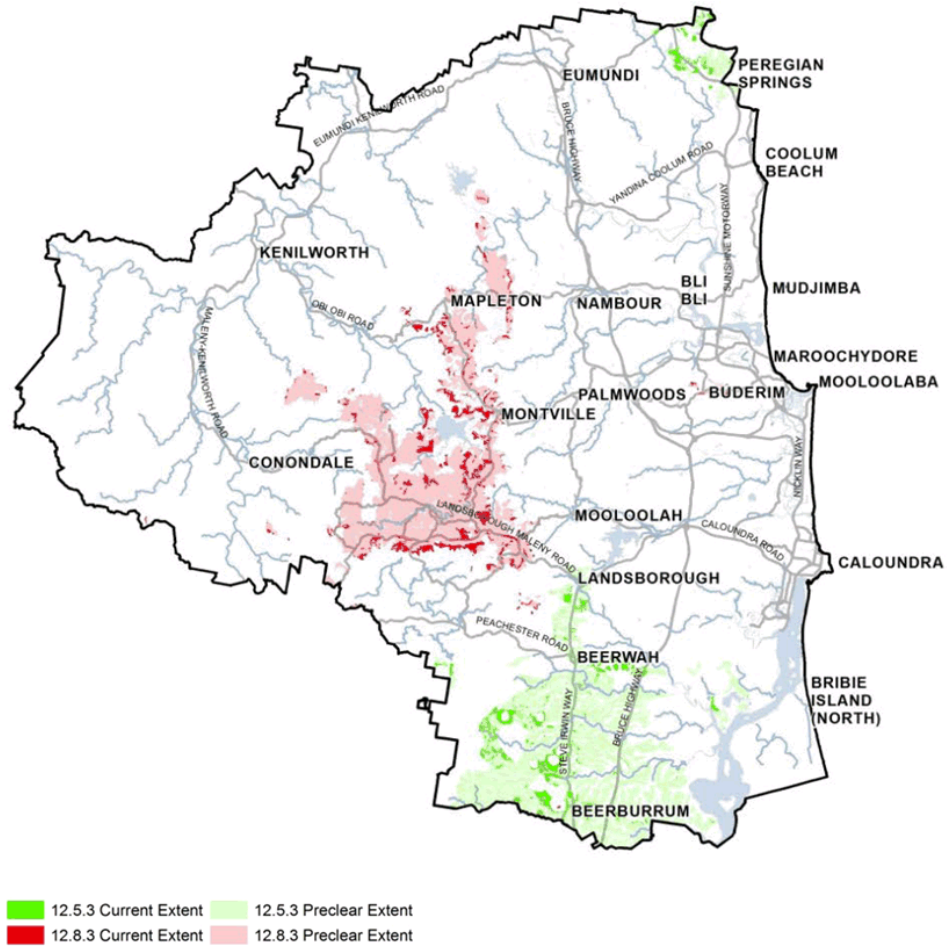 PEREGIAN
SPRINGS
EUMUNDI
EUMUNDI KENILWORTH ROAD
BRUCE HIGHWAY
COOLUM
BEACH
YANDINA COOLUM ROAD
SUNSHINE MOTORWAY
KENILWORTH
BLI
BLI
MUDJIMBA
MAPLETON
NAMBOUR
OBI OBI ROAD
MALENY KENILWORTH ROAD
MAROOCHYDORE
MOOLOOLABA
PALMWOODS
BUDERIM
MONTVILLE
NICKLIN WAY
CONONDALE
LANDSBOROUGH MALENY ROAD
MOOLOOLAH
CALOUNDRA ROAD
CALOUNDRA
LANDSBOROUGH
PEACHESTER ROAD
BEERWAH
BRIBIE
ISLAND
(NORTH)
STEVE IRWIN WAY
BRUCE HIGHWAY
BEERBURRUM
12.5.3 Current Extent
12.5.3 Preclear Extent
12.8.3 Current Extent
12.8.3 Preclear Extent